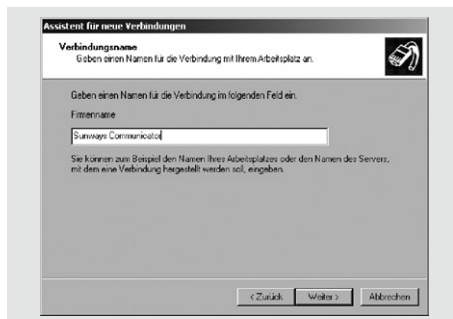 Assistent für neue Verbindungen
Verbindungsname
Geben einen Namen für die Verbindung mit Ihrem Arbeitsplatz an.
Geben einen Namen für die Verbindung im folgenden Feld ein.
Firmenname
Sunways Communicator
Sie können zum Beispiel den Namen Ihres Arbeitsplatzes oder den Namen des Servers,
mit dem eine Verbindung hergestellt werden soll, eingeben.
< Zurück Weiter > Abbrechen